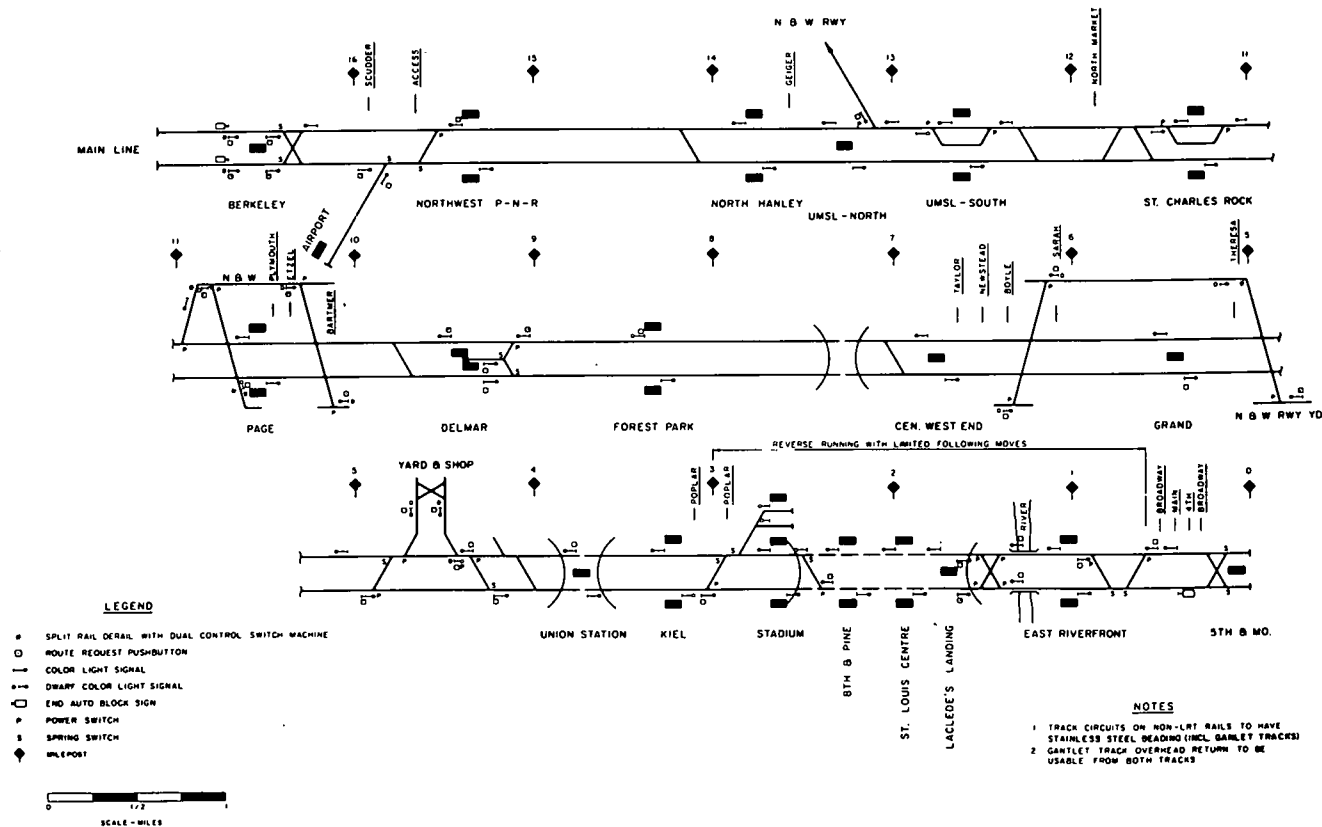 N & W RWY
16
SCUDDER
ACCESS
15
14
GEIGER
13
12
NORTH MARKET
11
MAIN LINE
BERKELEY
AIRPORT
NORTHWEST P-N-R
NORTH HANLEY
UMSL-NORTH
UMSL-SOUTH
ST. CHARLES ROCK
11
N & W
PLYMOUTH
ETZEL
BARTMER
10
9
8
7
TAYLOR
NEWSTEAD
BOYLE
SARAH
6
THERESA
5
PAGE
DELMAR
FOREST PARK
CEN. WEST END
GRAND
N & W RWY YD
REVERSE RUNNING WITH LIMITED FOLLOWING MOVES
5
YARD & SHOP
4
POPLAR
3
POPLAR
2
1
RIVER
BROADWAY
MAIN
4TH
BROADWAY
0
UNION STATION
KIEL
STADIUM
8TH & PINE
ST. LOUIS CENTRE
LACLEDE'S LANDING
EAST RIVERFRONT
5TH & MO.
LEGEND
SPLIT RAIL DERAIL WITH DUAL CONTROL SWITCH MACHINE
ROUTE REQUEST PUSHBUTTON
COLOR LIGHT SIGNAL
DWARF COLOR LIGHT SIGNAL
END AUTO BLOCK SIGN
P POWER SWITCH
S SPRING SWITCH
MILEPOST
0 1/2 1
SCALE-MILES
NOTES
1 TRACK CIRCUITS ON NON-LRT RAILS TO HAVE
STAINLESS STEEL BEADING (INCL. GANLET TRACKS)
2 GANTLET TRACK OVERHEAD RETURN TO BE
USABLE FROM BOTH TRACKS